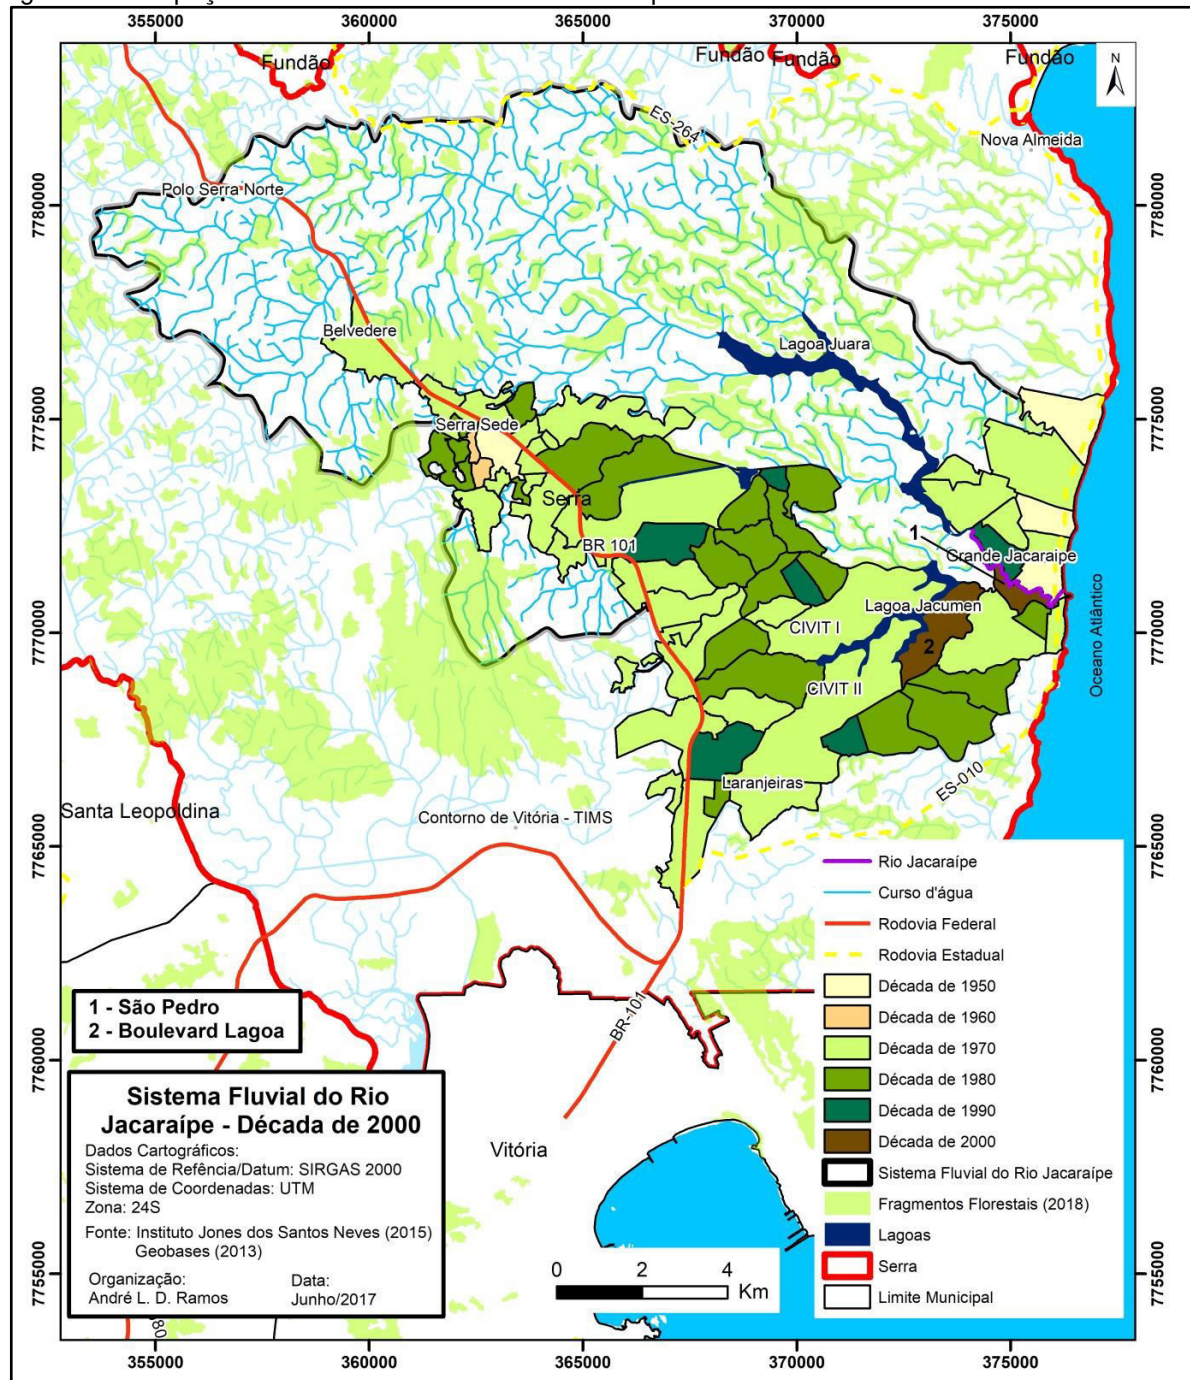 355000
360000
365000
370000
375000
Fundão
Fundão
Fundão
Fundão
N
ES-264
Nova Almeida
Polo Serra Norte
7780000
7780000
Belvedere
Lagoa Juara
7775000
7775000
Serra Sede
Serra
BR 101
1
Grande Jacaraipe
Lagoa Jacumen
CIVIT I
2
CIVIT II
Oceano Atlântico
7770000
7770000
Laranjeiras
ES-010
Santa Leopoldina
Contorno de Vitória - TIMS
7765000
7765000
BR-101
Vitória
7760000
7760000
7755000
7755000
1 - São Pedro
2 - Boulevard Lagoa
Sistema Fluvial do Rio
Jacaraípe - Década de 2000
Dados Cartográficos:
Sistema de Refência/Datum: SIRGAS 2000
Sistema de Coordenadas: UTM
Zona: 24S
Fonte: Instituto Jones dos Santos Neves (2015)
Geobases (2013)
Organização:
André L. D. Ramos
Data:
Junho/2017
0 2 4
Km
Rio Jacaraípe
Curso d'água
Rodovia Federal
Rodovia Estadual
Década de 1950
Década de 1960
Década de 1970
Década de 1980
Década de 1990
Década de 2000
Sistema Fluvial do Rio Jacaraípe
Fragmentos Florestais (2018)
Lagoas
Serra
Limite Municipal
355000
360000
365000
370000
375000